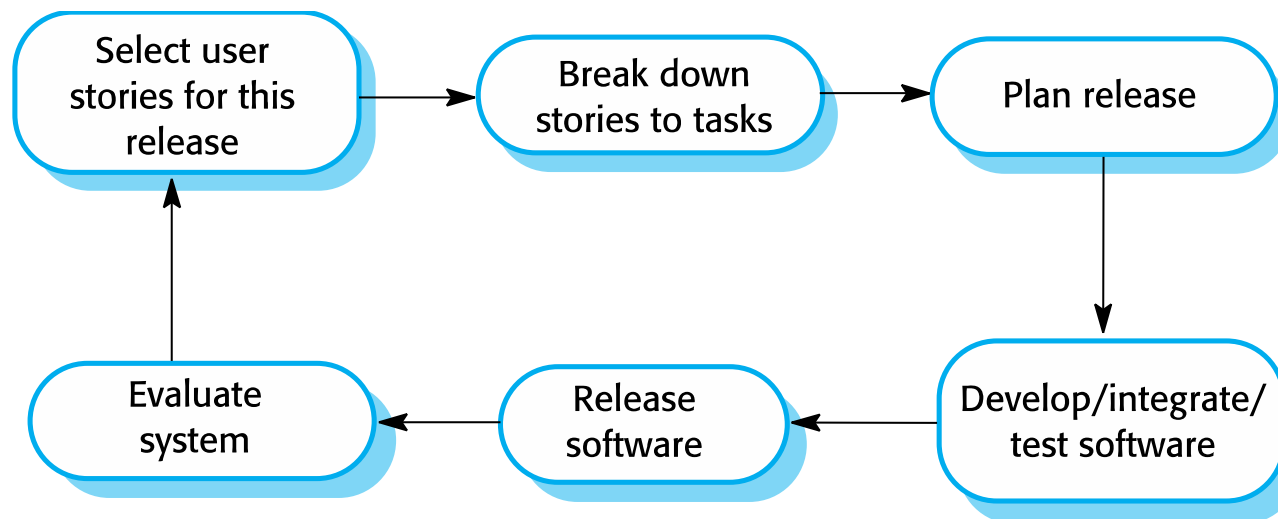 Select user
stories for this
release
Break down
stories to tasks
Plan release
Evaluate
system
Release
software
Develop/integrate/
test software